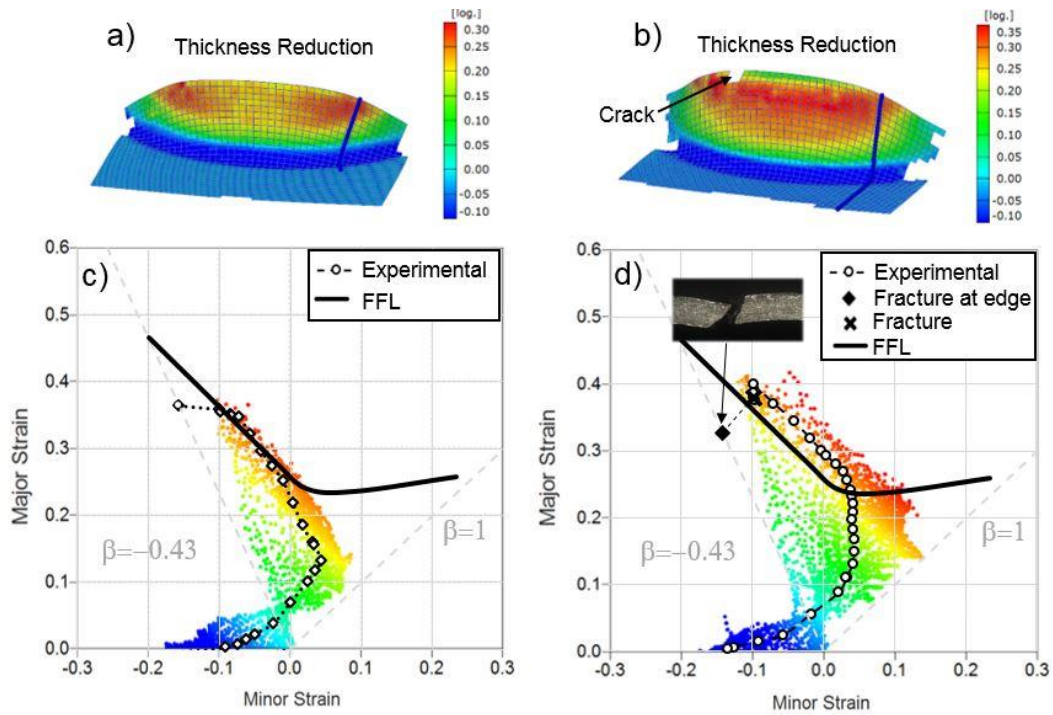 a)
Thickness Reduction
[log.]
0.30
0.25
0.20
0.15
0.10
0.05
0.00
-0.05
-0.10
b)
Thickness Reduction
Crack
[log.]
0.35
0.30
0.25
0.20
0.15
0.10
0.05
0.00
-0.05
-0.10
c)
Experimental
FFL
0.6
0.5
0.4
0.3
0.2
0.1
0.0
Major Strain
β=−0.43
β=1
-0.3
-0.2
-0.1
0.0
0.1
0.2
0.3
Minor Strain
d)
Experimental
Fracture at edge
Fracture
FFL
0.6
0.5
0.4
0.3
0.2
0.1
0.0
Major Strain
β=−0.43
β=1
-0.3
-0.2
-0.1
0.0
0.1
0.2
0.3
Minor Strain